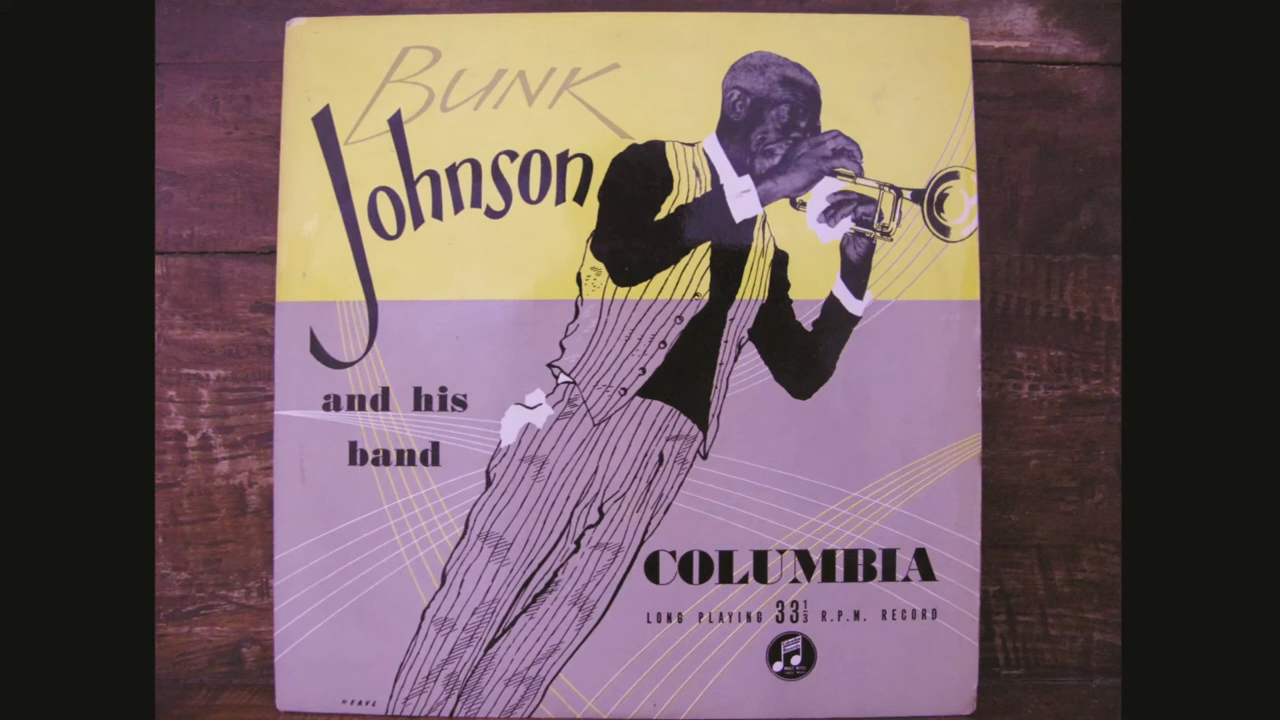 BUNK
Johnson
and his
band
COLUMBIA
LONG PLAYING 33⅓ R.P.M. RECORD